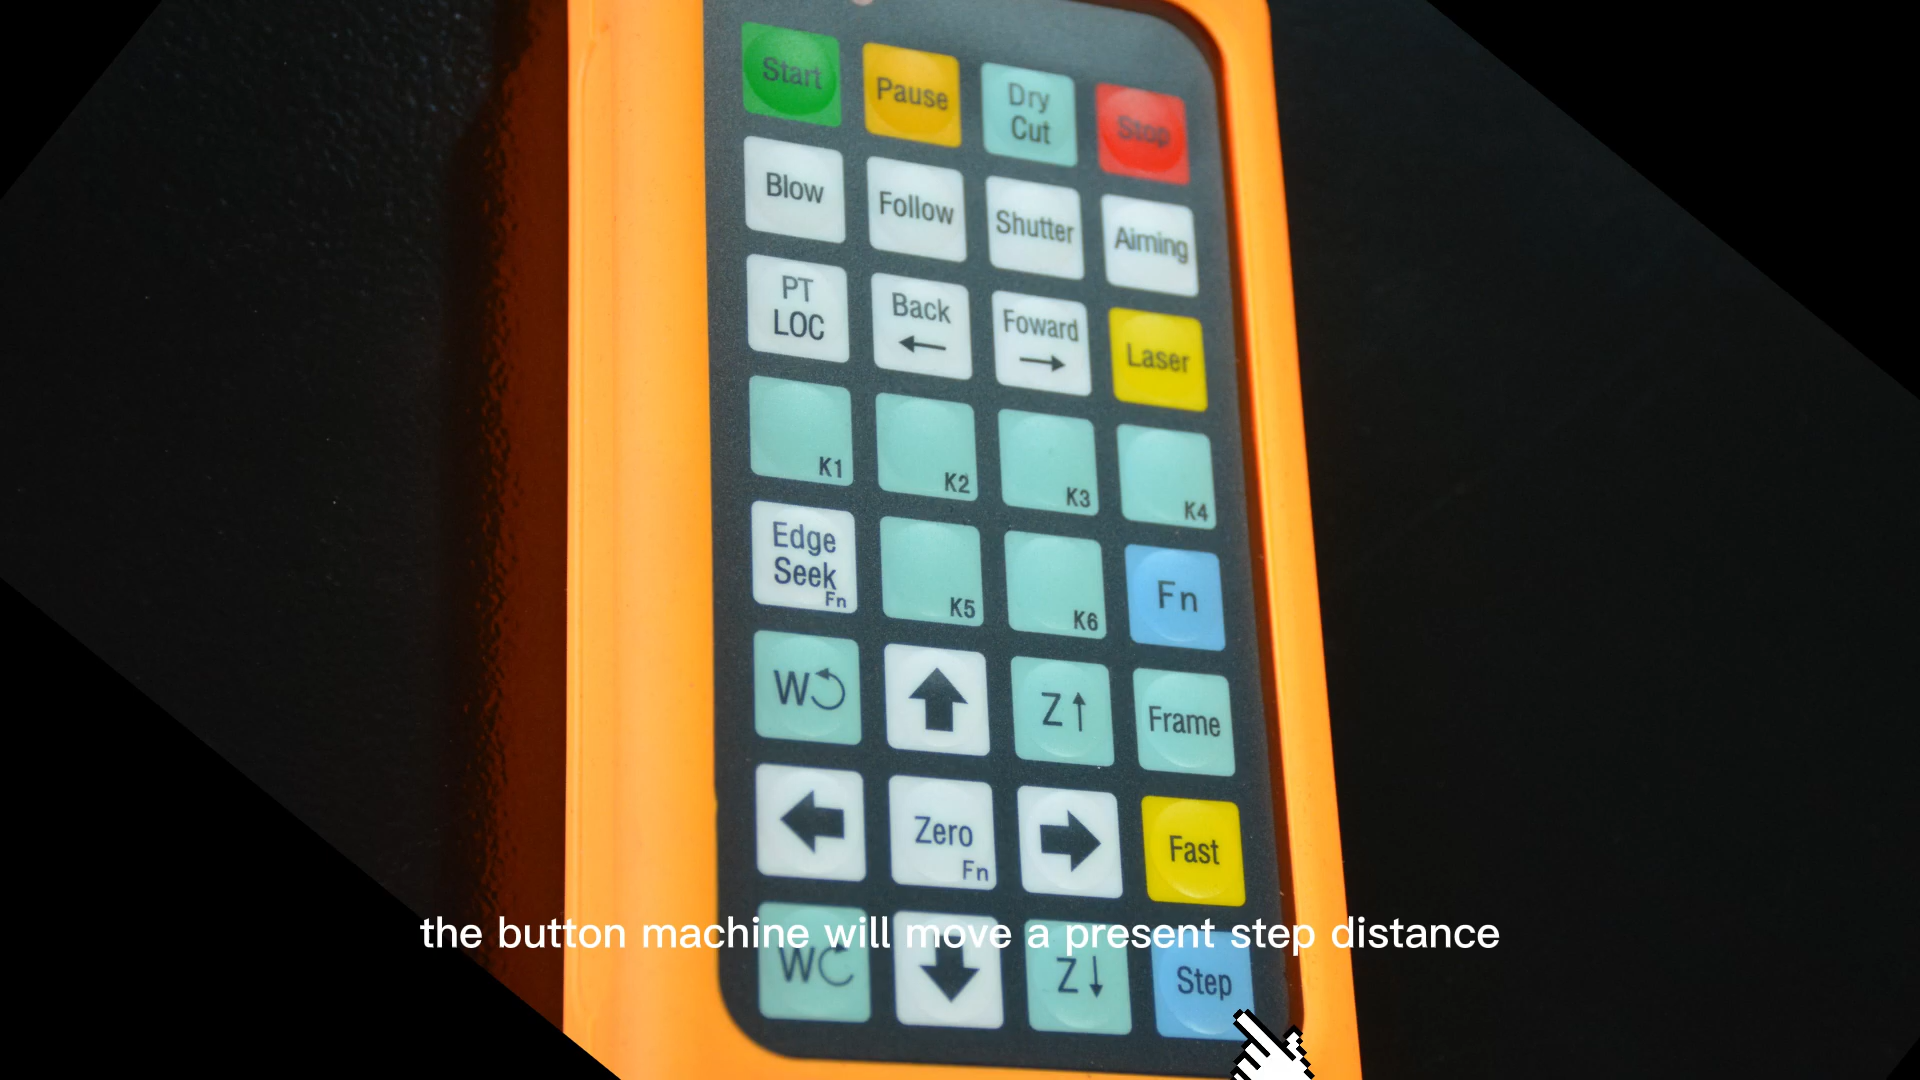 Start Pause Dry Cut Stop
Blow Follow Shutter Aiming
PT LOC Back Foward Laser
K1 K2 K3 K4
Edge Seek Fn K5 K6 Fn
W Z Frame
Zero Fn Fast
the button machine will move a present step distance
W Z Step